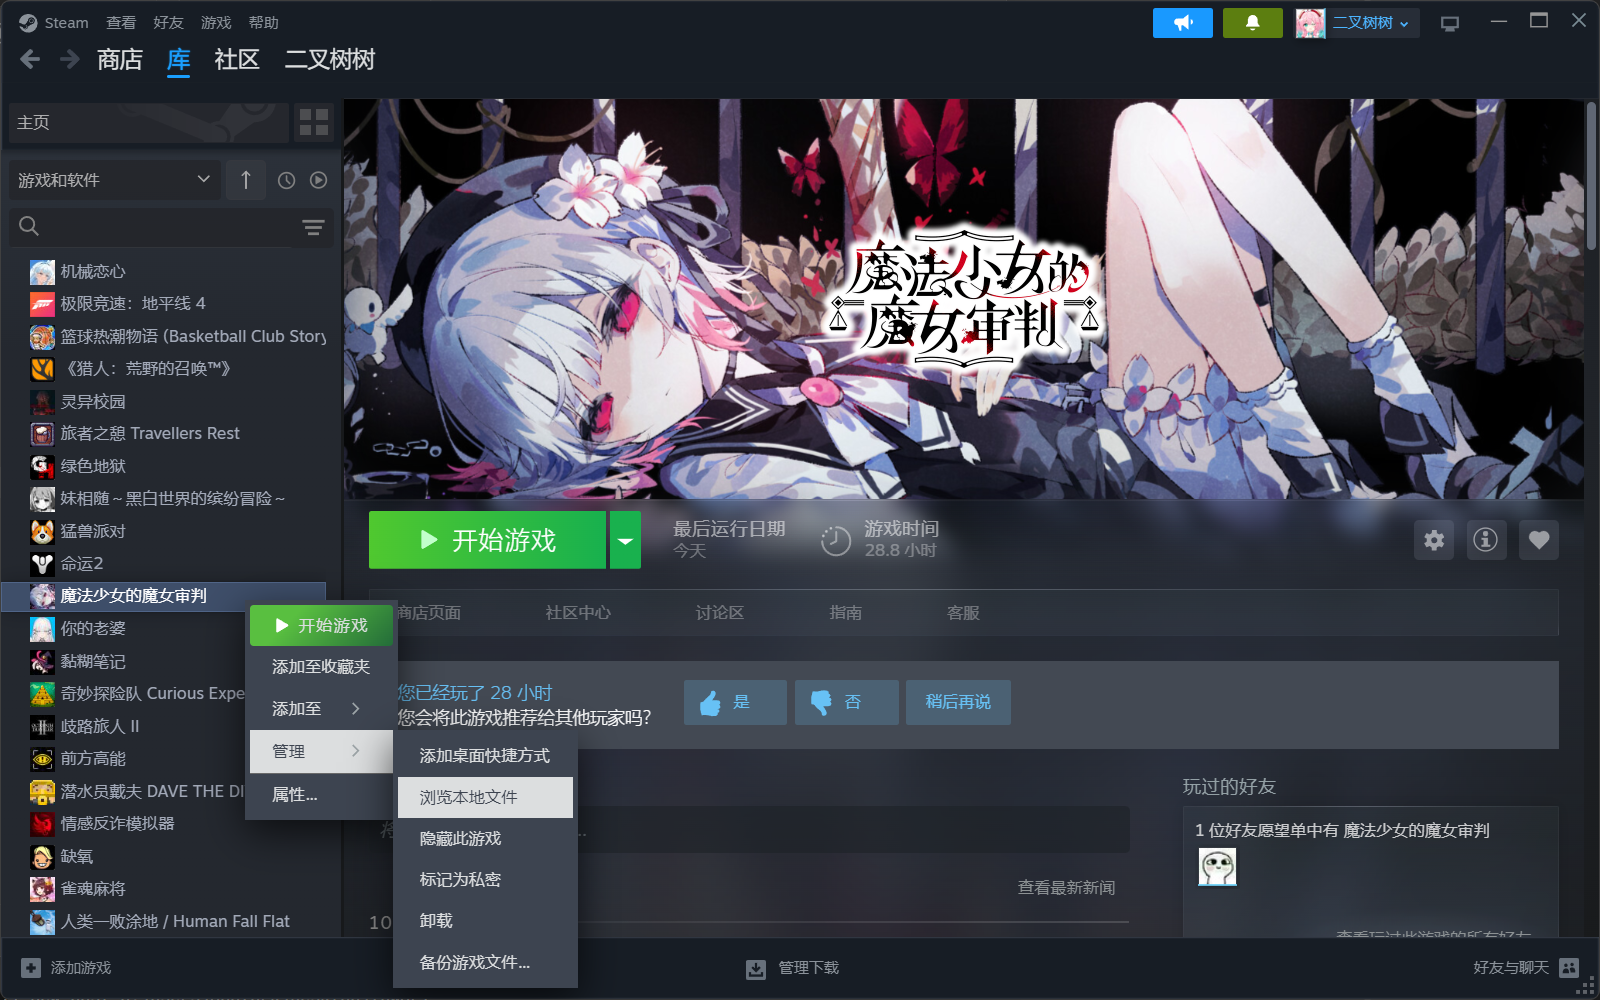 Steam 查看 好友 游戏 帮助
二叉树树
商店 库 社区 二叉树树
主页
游戏和软件
机械恋心
极限竞速：地平线 4
篮球热潮物语 (Basketball Club Story
《猎人：荒野的召唤™》
灵异校园
旅者之憩 Travellers Rest
绿色地狱
妹相随～黑白世界的缤纷冒险～
猛兽派对
命运2
魔法少女的魔女审判
你的老婆
黏糊笔记
奇妙探险队 Curious Expe
歧路旅人 II
前方高能
潜水员戴夫 DAVE THE DI
情感反诈模拟器
缺氧
雀魂麻将
人类一败涂地 / Human Fall Flat
魔法少女的
魔女审判
开始游戏
最后运行日期
今天
游戏时间
28.8 小时
商店页面 社区中心 讨论区 指南 客服
您已经玩了 28 小时
您会将此游戏推荐给其他玩家吗？
是 否 稍后再说
开始游戏
添加至收藏夹
添加至
管理
属性...
添加桌面快捷方式
浏览本地文件
隐藏此游戏
标记为私密
卸载
备份游戏文件...
查看最新新闻
10
玩过的好友
1 位好友愿望单中有 魔法少女的魔女审判
查看玩过此游戏的所有好友
添加游戏
管理下载
好友与聊天